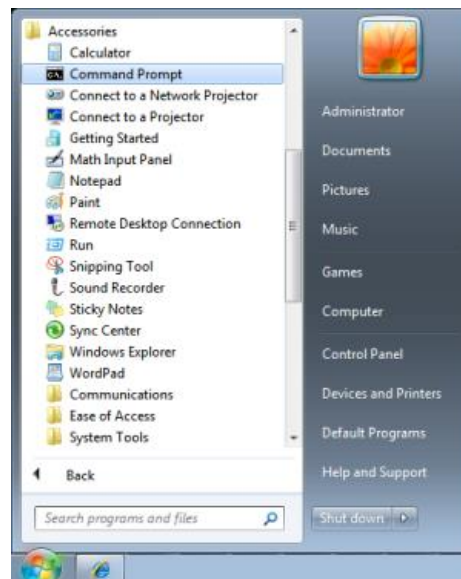 Accessories
Calculator
Command Prompt
Connect to a Network Projector
Connect to a Projector
Getting Started
Math Input Panel
Notepad
Paint
Remote Desktop Connection
Run
Snipping Tool
Sound Recorder
Sticky Notes
Sync Center
Windows Explorer
WordPad
Communications
Ease of Access
System Tools
Back
Search programs and files
Administrator
Documents
Pictures
Music
Games
Computer
Control Panel
Devices and Printers
Default Programs
Help and Support
Shut down